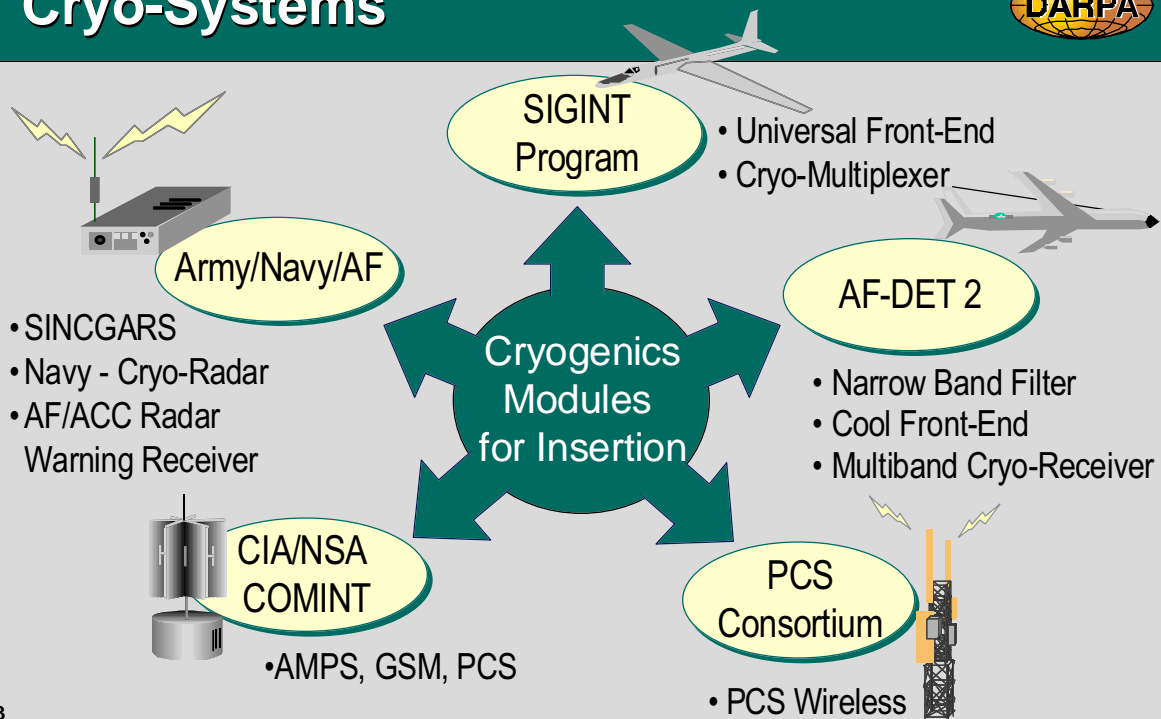 Cryo-Systems
DARPA
SIGINT
Program
• Universal Front-End
• Cryo-Multiplexer
Army/Navy/AF
• SINCGARS
• Navy - Cryo-Radar
• AF/ACC Radar
Warning Receiver
AF-DET 2
• Narrow Band Filter
• Cool Front-End
• Multiband Cryo-Receiver
Cryogenics
Modules
for Insertion
CIA/NSA
COMINT
•AMPS, GSM, PCS
PCS
Consortium
• PCS Wireless